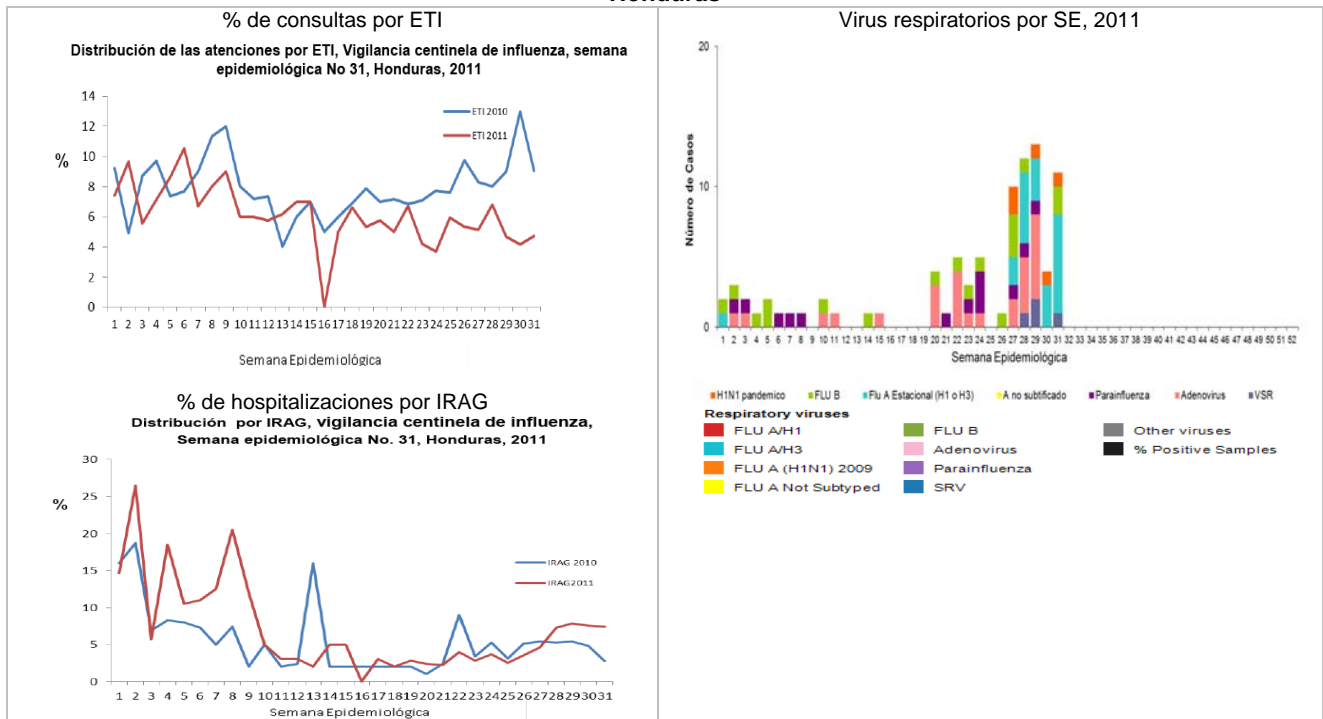 Honduras
% de consultas por ETI
Distribución de las atenciones por ETI, Vigilancia centinela de influenza, semana
epidemiológica No 31, Honduras, 2011
14
12
10
8
6
4
2
0
%
ETI 2010
ETI 2011
1 2 3 4 5 6 7 8 9 10 11 12 13 14 15 16 17 18 19 20 21 22 23 24 25 26 27 28 29 30 31
Semana Epidemiológica
% de hospitalizaciones por IRAG
Distribución por IRAG, vigilancia centinela de influenza,
Semana epidemiológica No. 31, Honduras, 2011
30
25
20
15
10
5
0
%
IRAG 2010
IRAG2011
1 2 3 4 5 6 7 8 9 10 11 12 13 14 15 16 17 18 19 20 21 22 23 24 25 26 27 28 29 30 31
Semana Epidemiológica
Virus respiratorios por SE, 2011
20
10
0
Número de Casos
1 2 3 4 5 6 7 8 9 10 11 12 13 14 15 16 17 18 19 20 21 22 23 24 25 26 27 28 29 30 31 32 33 34 35 36 37 38 39 40 41 42 43 44 45 46 47 48 49 50 51 52
Semana Epidemiológica
H1N1 pandemico FLU B Flu A Estacional (H1 o H3) A no subtificado Parainfluenza Adenovirus VSR
Respiratory viruses
FLU A/H1 FLU B Other viruses
FLU A/H3 Adenovirus % Positive Samples
FLU A (H1N1) 2009 Parainfluenza
FLU A Not Subtyped SRV